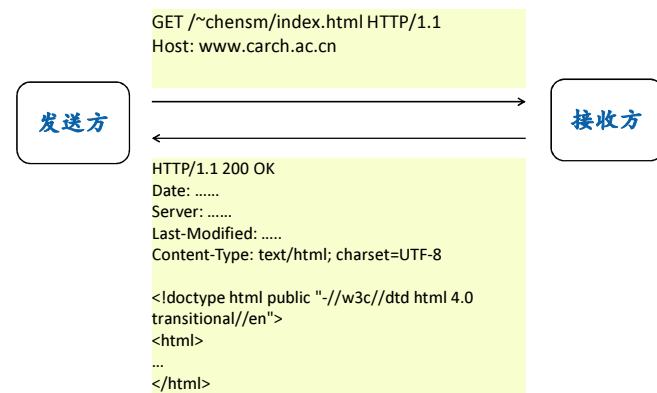 GET /~chensm/index.html HTTP/1.1
Host: www.carch.ac.cn
发送方
接收方
HTTP/1.1 200 OK
Date: ……
Server: ……
Last-Modified: …..
Content-Type: text/html; charset=UTF-8
<!doctype html public "-//w3c//dtd html 4.0
transitional//en">
<html>
…
</html>